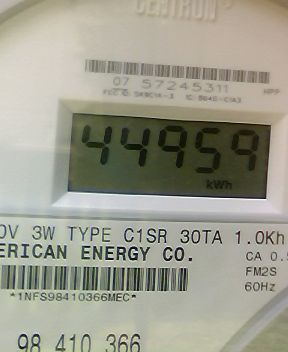 CENTRON®
07 57245311
44959
kWh
0V 3W TYPE C1SR 30TA 1.0Kh
ERICAN ENERGY CO.
CA 0.5
FM2S
60Hz
*1NFS98410366MEC*
98 410 366